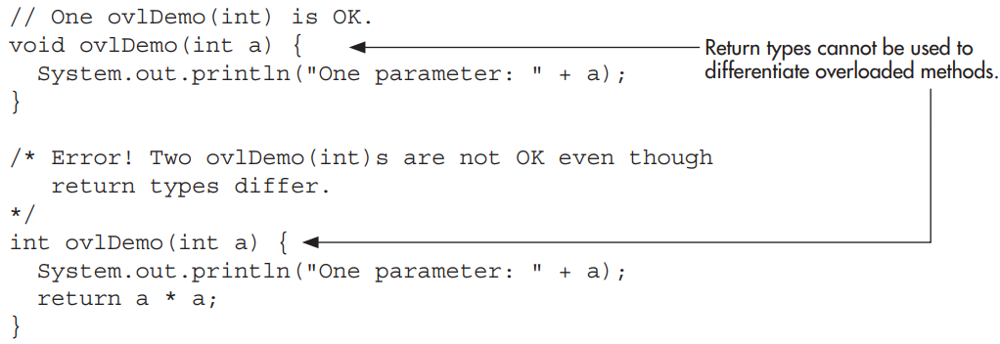 // One ovlDemo(int) is OK.
void ovlDemo(int a) {
Return types cannot be used to
differentiate overloaded methods.
  System.out.println("One parameter: " + a);
}
/* Error! Two ovlDemo(int)s are not OK even though
   return types differ.
*/
int ovlDemo(int a) {
  System.out.println("One parameter: " + a);
  return a * a;
}